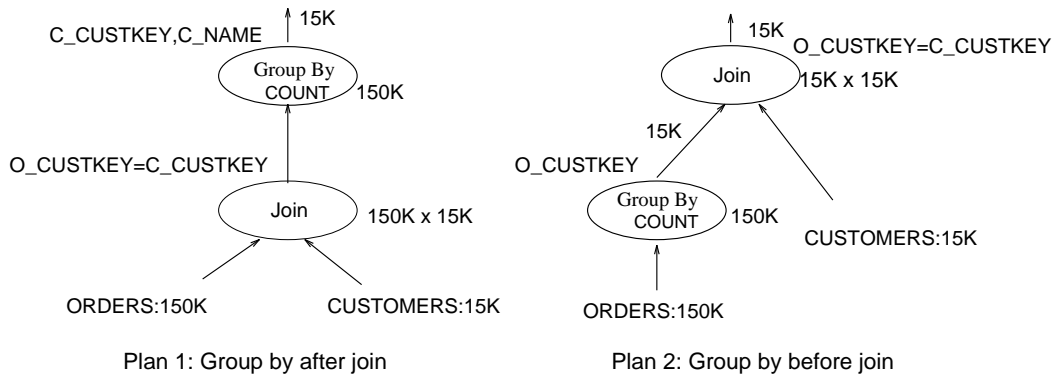 15K
C_CUSTKEY,C_NAME
Group By
COUNT
150K
O_CUSTKEY=C_CUSTKEY
Join
150K x 15K
ORDERS:150K
CUSTOMERS:15K
Plan 1: Group by after join
15K
O_CUSTKEY=C_CUSTKEY
Join
15K x 15K
15K
O_CUSTKEY
Group By
COUNT
150K
CUSTOMERS:15K
ORDERS:150K
Plan 2: Group by before join